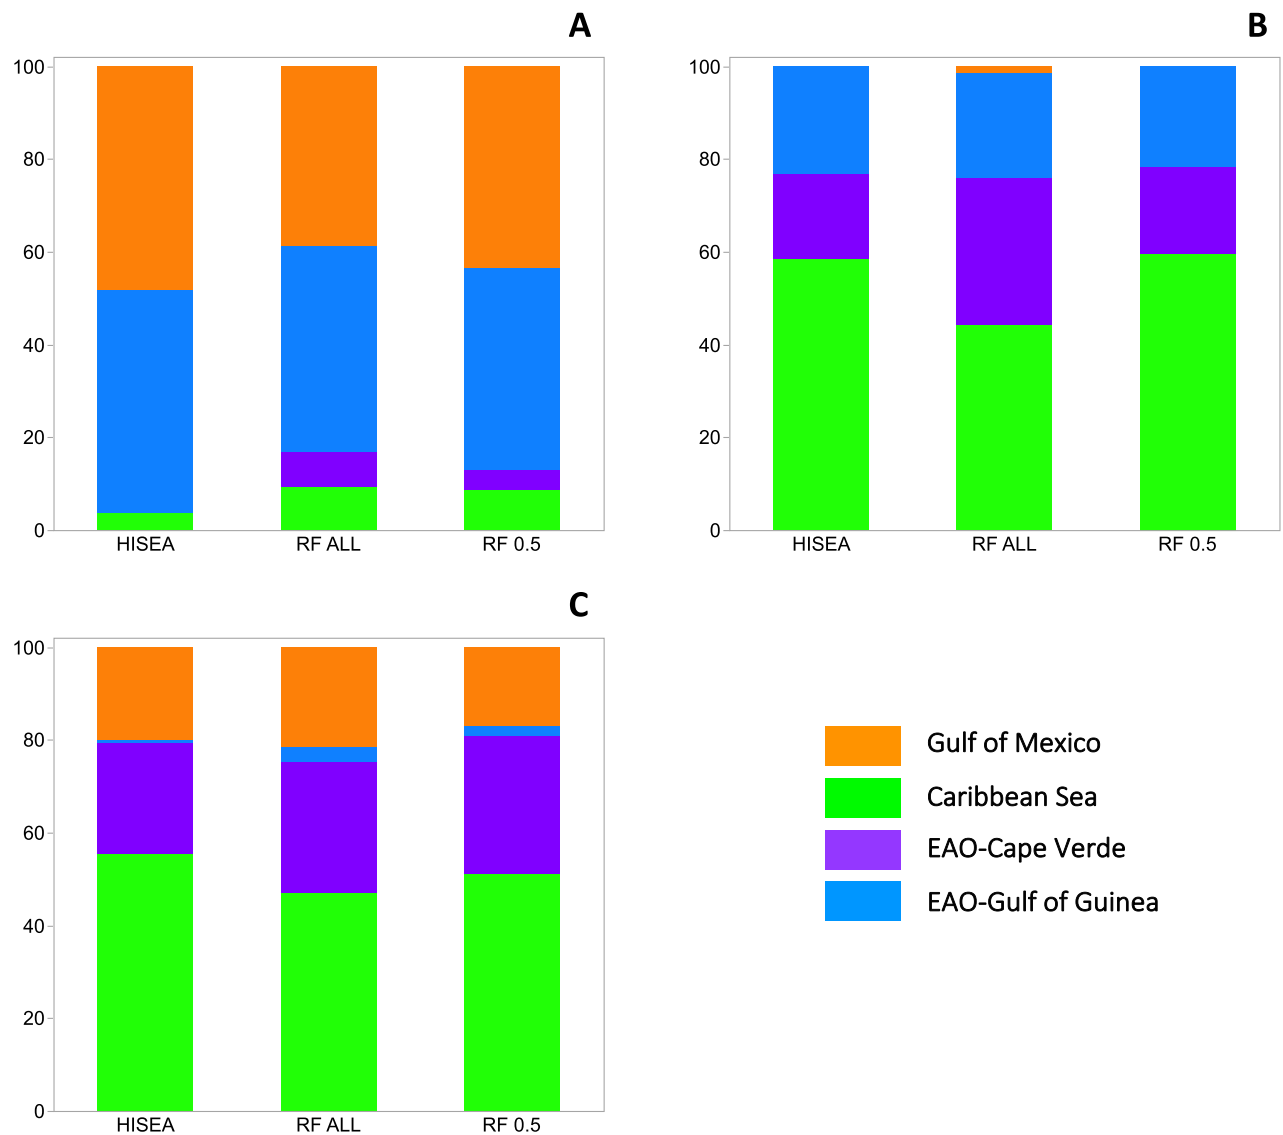 A
100
80
60
40
20
0
HISEA RF ALL RF 0.5
B
100
80
60
40
20
0
HISEA RF ALL RF 0.5
C
100
80
60
40
20
0
HISEA RF ALL RF 0.5
Gulf of Mexico
Caribbean Sea
EAO-Cape Verde
EAO-Gulf of Guinea